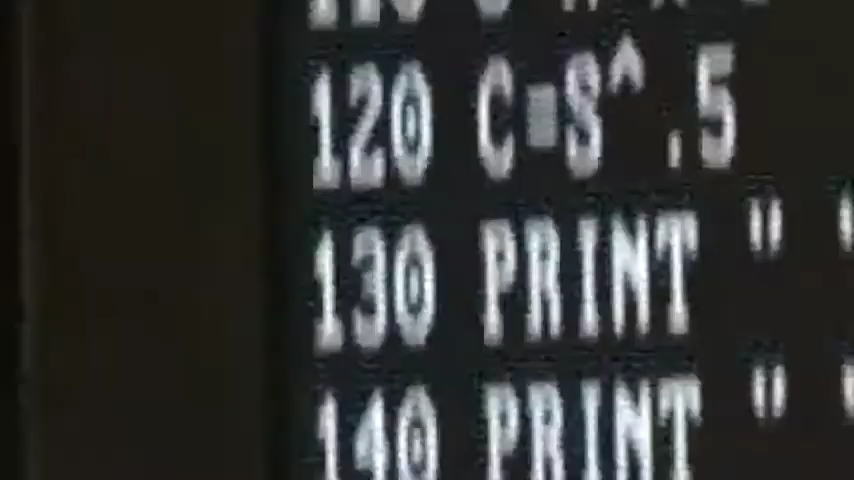 120 C=S^.5
130 PRINT " "
140 PRINT " "